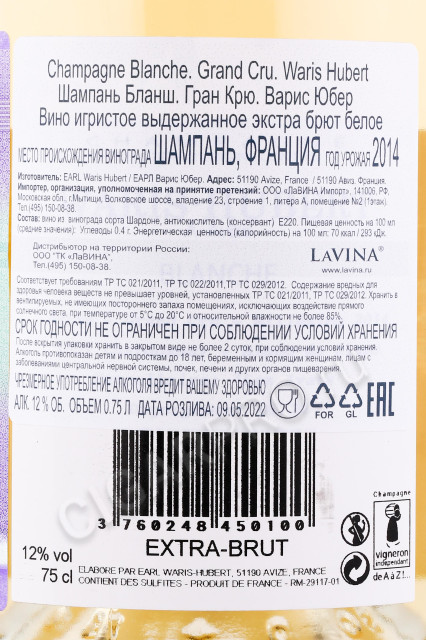 Champagne Blanche. Grand Cru. Waris Hubert
Шампань Бланш. Гран Крю. Варис Юбер
Вино игристое выдержанное экстра брют белое
МЕСТО ПРОИСХОЖДЕНИЯ ВИНОГРАДА ШАМПАНЬ, ФРАНЦИЯ ГОД УРОЖАЯ 2014
Изготовитель: EARL Waris Hubert / ЕАРЛ Варис Юбер. Адрес: 51190 Avize, France / 51190 Avis. Франция.
Импортер, организация, уполномоченная на принятие претензий: ООО «ЛаВИНА Импорт», 141006, РФ,
Московская обл., г.Мытищи, Волковское шоссе, владение 23, строение 1, литера А, помещение №2 (1этаж).
Тел.(495) 150-08-38.
Состав: вино из винограда сорта Шардоне, антиокислитель (консервант) Е220. Пищевая ценность на 100 мл
(средние значения): Углеводы 0.4 г. Энергетическая ценность (калорийность) на 100 мл: 70 ккал / 293 кДж.
Дистрибьютор на территории России:
ООО "ТК «ЛаВИНА»,
Тел.(495) 150-08-38.
LAVINA®
www.lavina.ru
Соответствует требованиям ТР ТС 021/2011, ТР ТС 022/2011,ТР ТС 029/2012. Содержание вредных для
здоровья человека веществ не превышает уровней, установленных ТР ТС 021/2011, ТР ТС 029/2012. Хранить в
вентилируемых, не имеющих постороннего запаха помещениях, исключающих воздействие прямого
солнечного света, при температуре от 5°С до 20°С и относительной влажности не более 85%.
СРОК ГОДНОСТИ НЕ ОГРАНИЧЕН ПРИ СОБЛЮДЕНИИ УСЛОВИЙ ХРАНЕНИЯ
После вскрытия упаковки хранить в закрытом виде не более 2 суток, при соблюдении условий хранения.
Алкоголь противопоказан детям и подросткам до 18 лет, беременным и кормящим женщинам, лицам с
заболеваниями центральной нервной системы, почек, печени и других органов пищеварения.
ЧРЕЗМЕРНОЕ УПОТРЕБЛЕНИЕ АЛКОГОЛЯ ВРЕДИТ ВАШЕМУ ЗДОРОВЬЮ
АЛК. 12 % ОБ. ОБЪЕМ 0.75 Л ДАТА РОЗЛИВА: 09.05.2022
FOR GL EAC
3 760248 450100
12% vol
75 cl
EXTRA-BRUT
ELABORE PAR EARL WARIS-HUBERT, 51190 AVIZE, FRANCE
CONTIENT DES SULFITES - PRODUIT DE FRANCE - RM-29117-01
Champagne
vigneron
indépendant
de A à Z!...